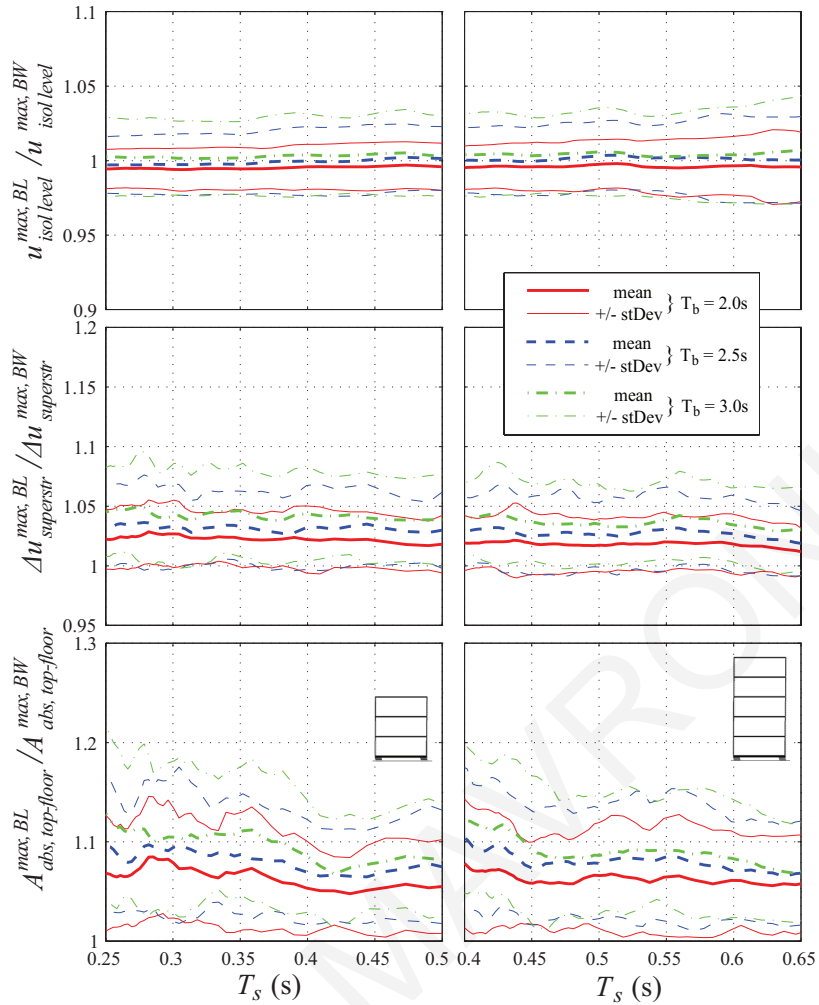 1.1
1.05
1
0.95
0.9
u max, BL isol level / u max, BW isol level
mean
+/- stDev } T_b = 2.0s
mean
+/- stDev } T_b = 2.5s
mean
+/- stDev } T_b = 3.0s
1.2
1.15
1.1
1.05
1
0.95
Δu max, BL superstr / Δu max, BW superstr
1.3
1.2
1.1
1
A max, BL abs, top-floor / A max, BW abs, top-floor
0.25 0.3 0.35 0.4 0.45 0.5
0.4 0.45 0.5 0.55 0.6 0.65
T_s (s)
T_s (s)
MAVRONI